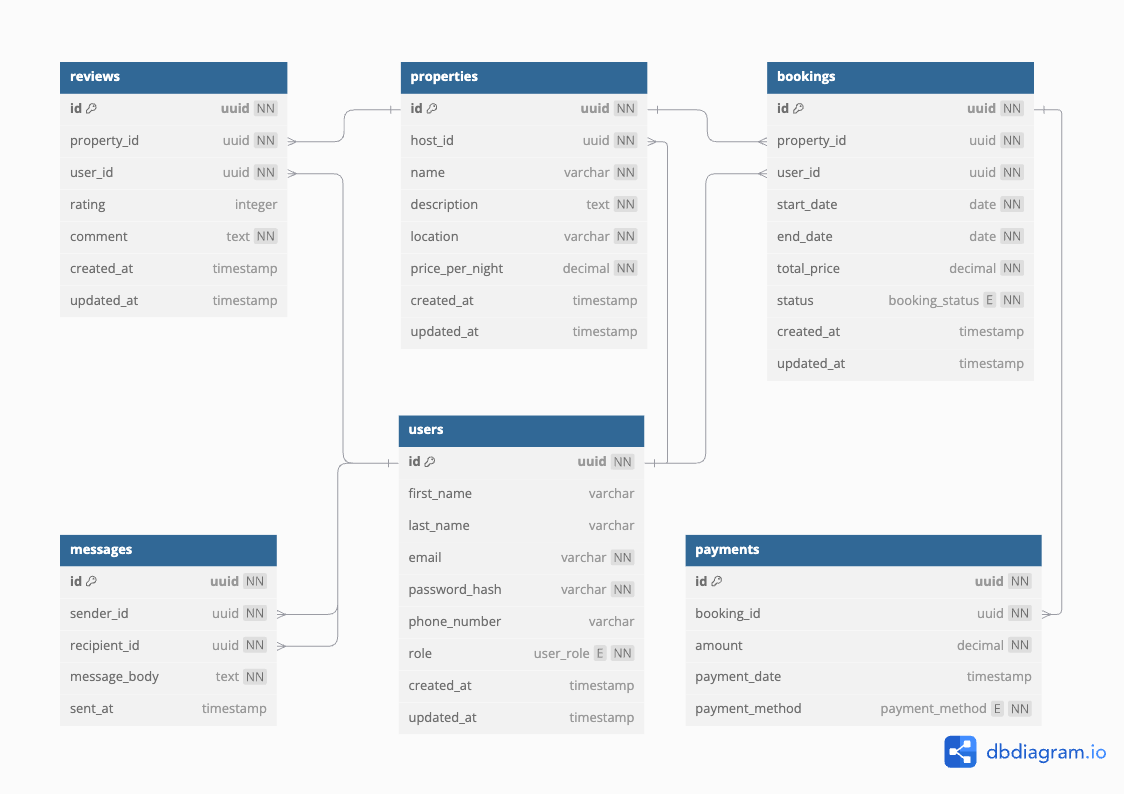 reviews
id uuid NN
property_id uuid NN
user_id uuid NN
rating integer
comment text NN
created_at timestamp
updated_at timestamp
properties
id uuid NN
host_id uuid NN
name varchar NN
description text NN
location varchar NN
price_per_night decimal NN
created_at timestamp
updated_at timestamp
bookings
id uuid NN
property_id uuid NN
user_id uuid NN
start_date date NN
end_date date NN
total_price decimal NN
status booking_status E NN
created_at timestamp
updated_at timestamp
users
id uuid NN
first_name varchar
last_name varchar
email varchar NN
password_hash varchar NN
phone_number varchar
role user_role E NN
created_at timestamp
updated_at timestamp
messages
id uuid NN
sender_id uuid NN
recipient_id uuid NN
message_body text NN
sent_at timestamp
payments
id uuid NN
booking_id uuid NN
amount decimal NN
payment_date timestamp
payment_method payment_method E NN
dbdiagram.io